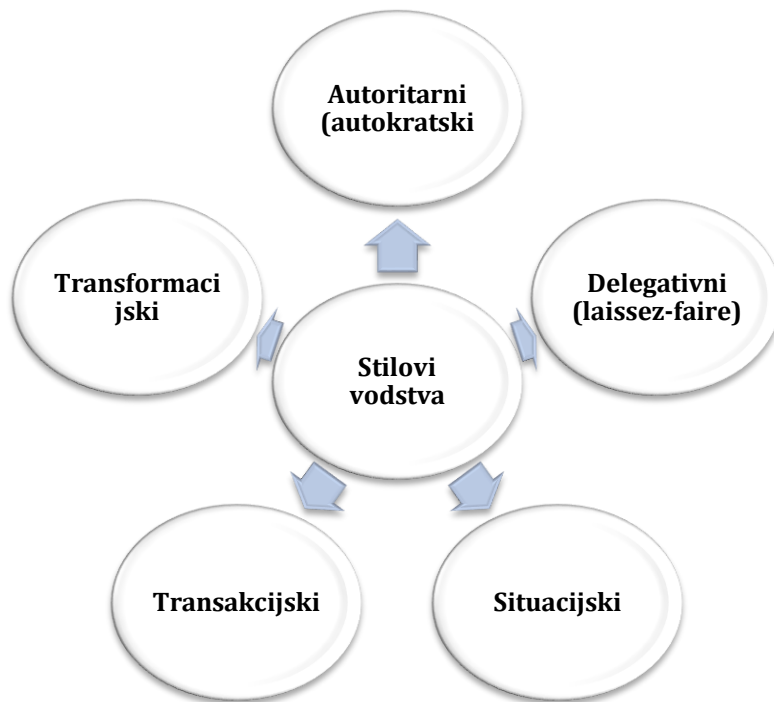 Autoritarni
(autokratski
Transformaci
jski
Delegativni
(laissez-faire)
Stilovi
vodstva
Transakcijski
Situacijski